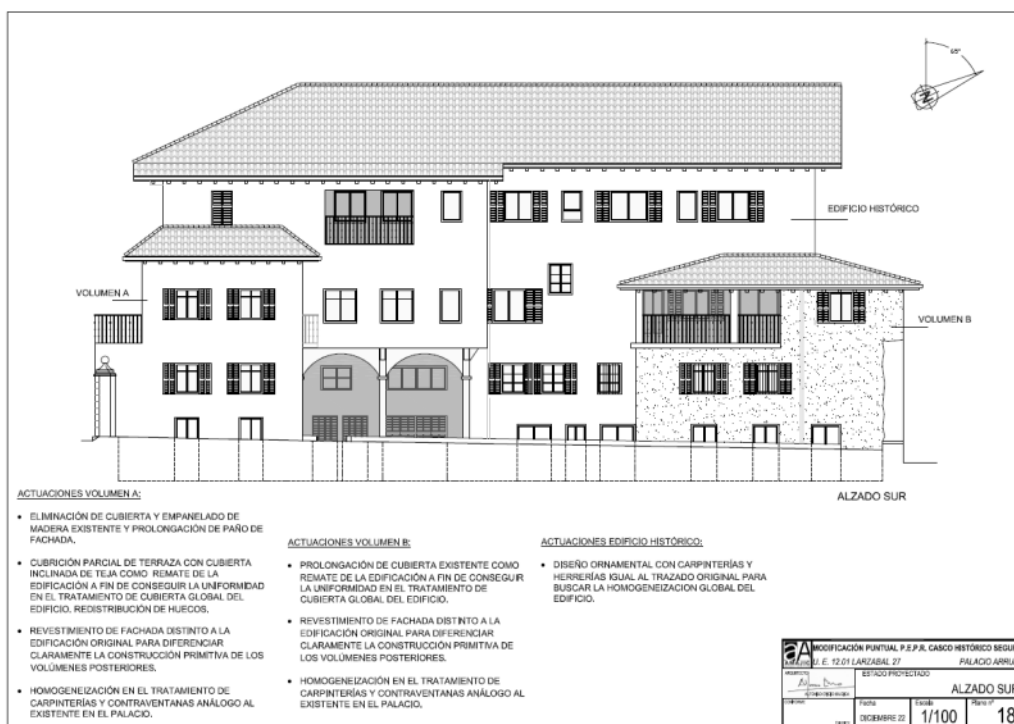 65°
N
EDIFICIO HISTÓRICO
VOLUMEN A
VOLUMEN B
ALZADO SUR
ACTUACIONES VOLUMEN A:
• ELIMINACIÓN DE CUBIERTA Y EMPANELADO DE
MADERA EXISTENTE Y PROLONGACIÓN DE PAÑO DE
FACHADA.
• CUBRICIÓN PARCIAL DE TERRAZA CON CUBIERTA
INCLINADA DE TEJA COMO REMATE DE LA
EDIFICACIÓN A FIN DE CONSEGUIR LA UNIFORMIDAD
EN EL TRATAMIENTO DE CUBIERTA GLOBAL DEL
EDIFICIO. REDISTRIBUCIÓN DE HUECOS.
• REVESTIMIENTO DE FACHADA DISTINTO A LA
EDIFICACIÓN ORIGINAL PARA DIFERENCIAR
CLARAMENTE LA CONSTRUCCIÓN PRIMITIVA DE LOS
VOLÚMENES POSTERIORES.
• HOMOGENEIZACIÓN EN EL TRATAMIENTO DE
CARPINTERÍAS Y CONTRAVENTANAS ANÁLOGO AL
EXISTENTE EN EL PALACIO.
ACTUACIONES VOLUMEN B:
• PROLONGACIÓN DE CUBIERTA EXISTENTE COMO
REMATE DE LA EDIFICACIÓN A FIN DE CONSEGUIR
LA UNIFORMIDAD EN EL TRATAMIENTO DE
CUBIERTA GLOBAL DEL EDIFICIO.
• REVESTIMIENTO DE FACHADA DISTINTO A LA
EDIFICACIÓN ORIGINAL PARA DIFERENCIAR
CLARAMENTE LA CONSTRUCCIÓN PRIMITIVA DE
LOS VOLÚMENES POSTERIORES.
• HOMOGENEIZACIÓN EN EL TRATAMIENTO DE
CARPINTERÍAS Y CONTRAVENTANAS ANÁLOGO AL
EXISTENTE EN EL PALACIO.
ACTUACIONES EDIFICIO HISTÓRICO:
• DISEÑO ORNAMENTAL CON CARPINTERÍAS Y
HERRERÍAS IGUAL AL TRAZADO ORIGINAL PARA
BUSCAR LA HOMOGENEIZACION GLOBAL DEL
EDIFICIO.
MODIFICACIÓN PUNTUAL P.E.P.R. CASCO HISTÓRICO SEGU
U. E. 12.01 LARZABAL 27 PALACIO ARRU
ESTADO PROYECTADO
ALZADO SUR
Fecha Escala Plano nº
DICIEMBRE 22 1/100 18